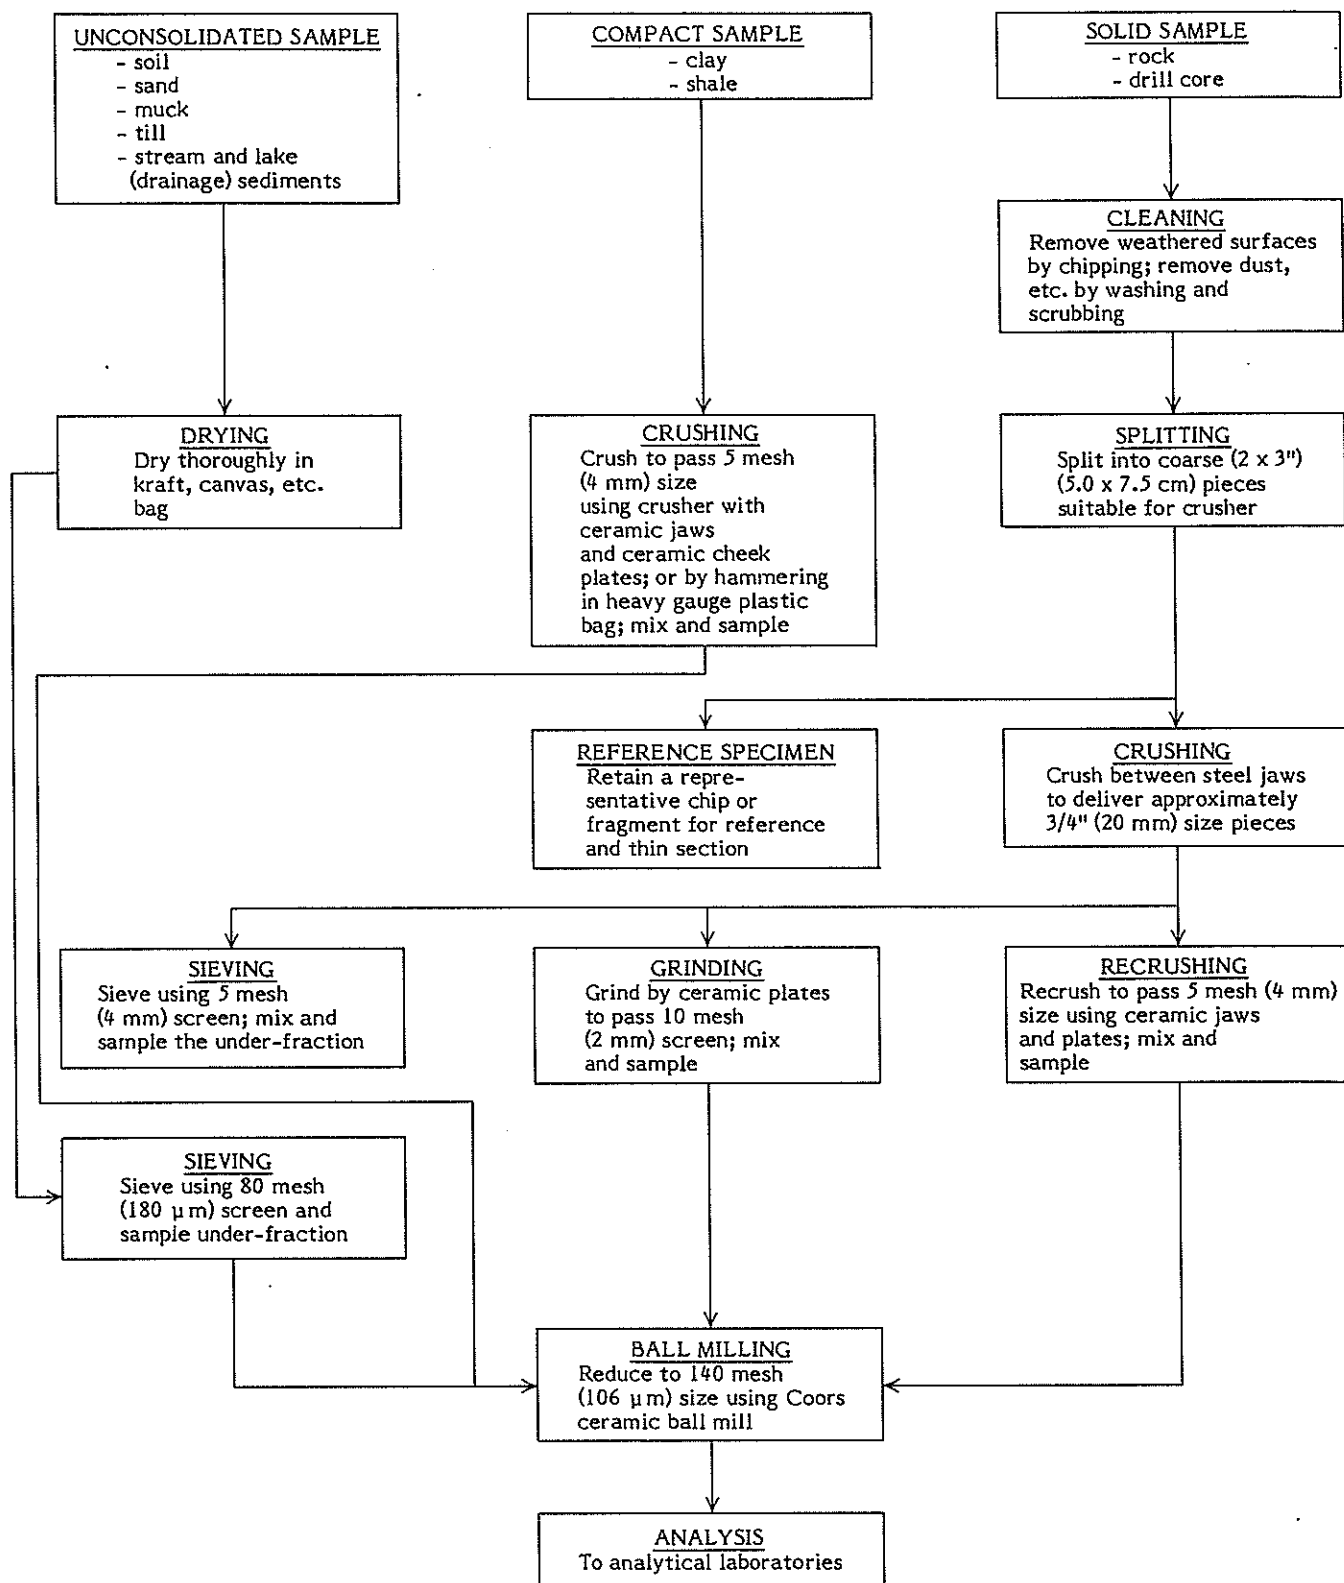 UNCONSOLIDATED SAMPLE
- soil
- sand
- muck
- till
- stream and lake
(drainage) sediments
COMPACT SAMPLE
- clay
- shale
SOLID SAMPLE
- rock
- drill core
CLEANING
Remove weathered surfaces
by chipping; remove dust,
etc. by washing and
scrubbing
DRYING
Dry thoroughly in
kraft, canvas, etc.
bag
CRUSHING
Crush to pass 5 mesh
(4 mm) size
using crusher with
ceramic jaws
and ceramic cheek
plates; or by hammering
in heavy gauge plastic
bag; mix and sample
SPLITTING
Split into coarse (2 x 3")
(5.0 x 7.5 cm) pieces
suitable for crusher
REFERENCE SPECIMEN
Retain a repre-
sentative chip or
fragment for reference
and thin section
CRUSHING
Crush between steel jaws
to deliver approximately
3/4" (20 mm) size pieces
SIEVING
Sieve using 5 mesh
(4 mm) screen; mix and
sample the under-fraction
GRINDING
Grind by ceramic plates
to pass 10 mesh
(2 mm) screen; mix
and sample
RECRUSHING
Recrush to pass 5 mesh (4 mm)
size using ceramic jaws
and plates; mix and
sample
SIEVING
Sieve using 80 mesh
(180 µm) screen and
sample under-fraction
BALL MILLING
Reduce to 140 mesh
(106 µm) size using Coors
ceramic ball mill
ANALYSIS
To analytical laboratories